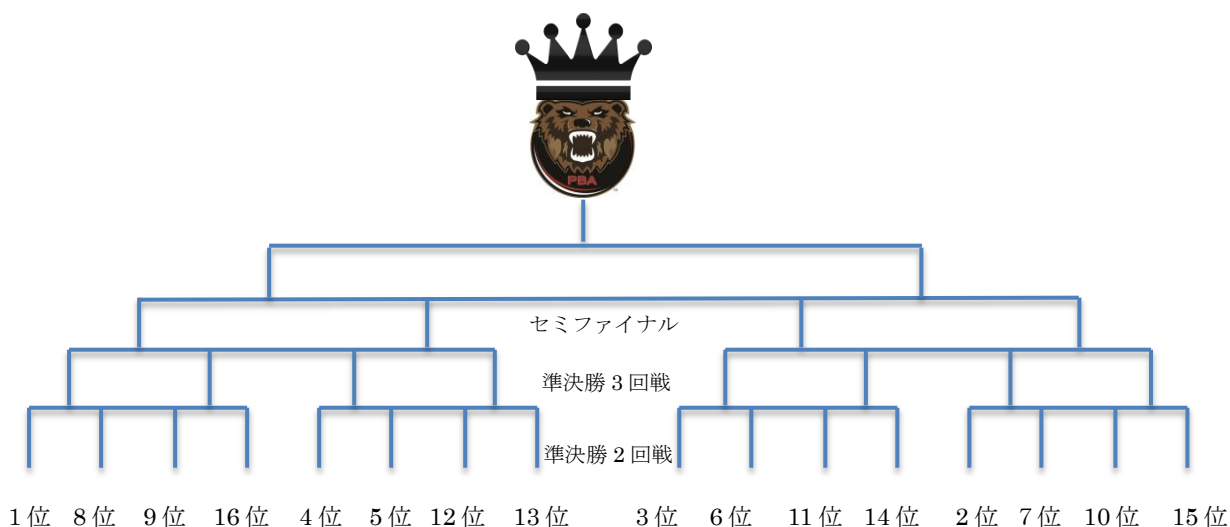 PBA
セミファイナル
準決勝 3 回戦
準決勝 2 回戦
1 位 8 位 9 位 16 位 4 位 5 位 12 位 13 位 3 位 6 位 11 位 14 位 2 位 7 位 10 位 15 位